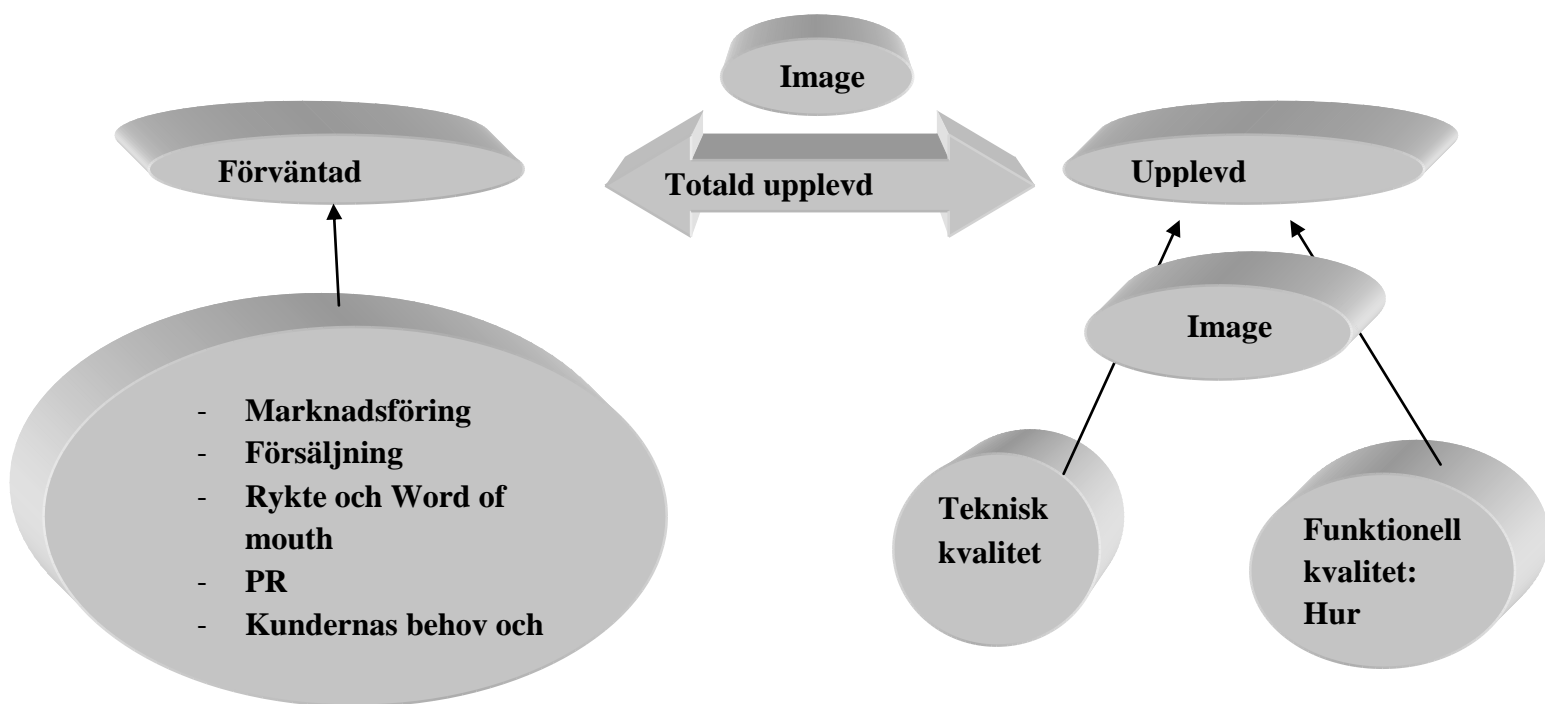 Image
Förväntad
Totald upplevd
Upplevd
Image
- Marknadsföring
- Försäljning
- Rykte och Word of
mouth
- PR
- Kundernas behov och
Teknisk
kvalitet
Funktionell
kvalitet:
Hur